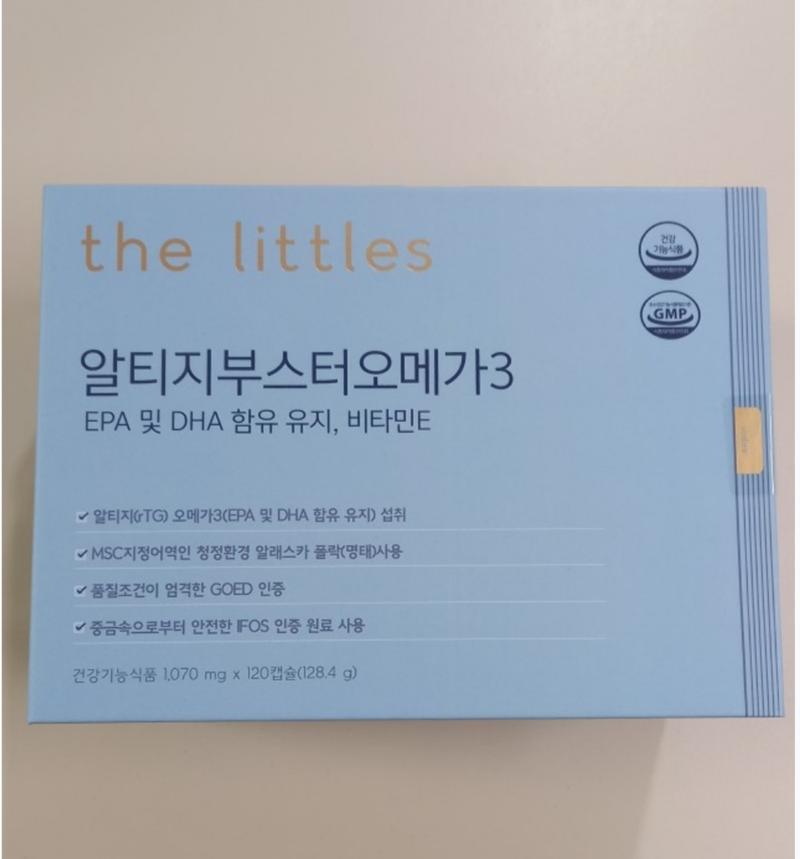 the littles
건강
기능식품
GMP
알티지부스터오메가3
EPA 및 DHA 함유 유지, 비타민E
알티지(rTG) 오메가3(EPA 및 DHA 함유 유지) 섭취
MSC지정어역인 청정환경 알래스카 폴락(명태)사용
품질조건이 엄격한 GOED 인증
중금속으로부터 안전한 IFOS 인증 원료 사용
건강기능식품 1,070 mg x 120캡슐(128.4 g)